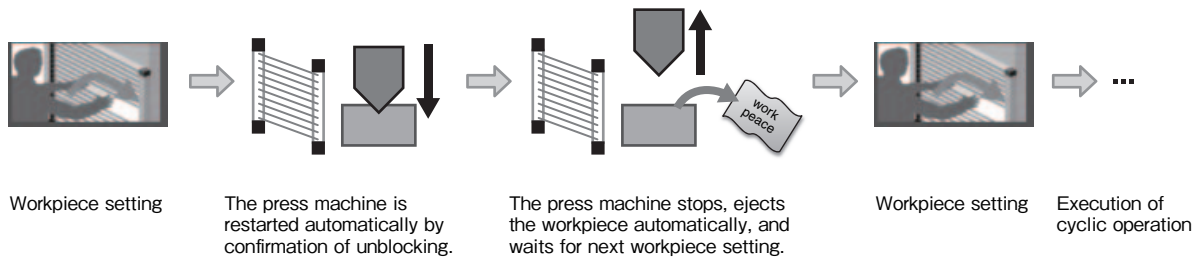 work
peace
Workpiece setting
The press machine is
restarted automatically by
confirmation of unblocking.
The press machine stops, ejects
the workpiece automatically, and
waits for next workpiece setting.
Workpiece setting
Execution of
cyclic operation